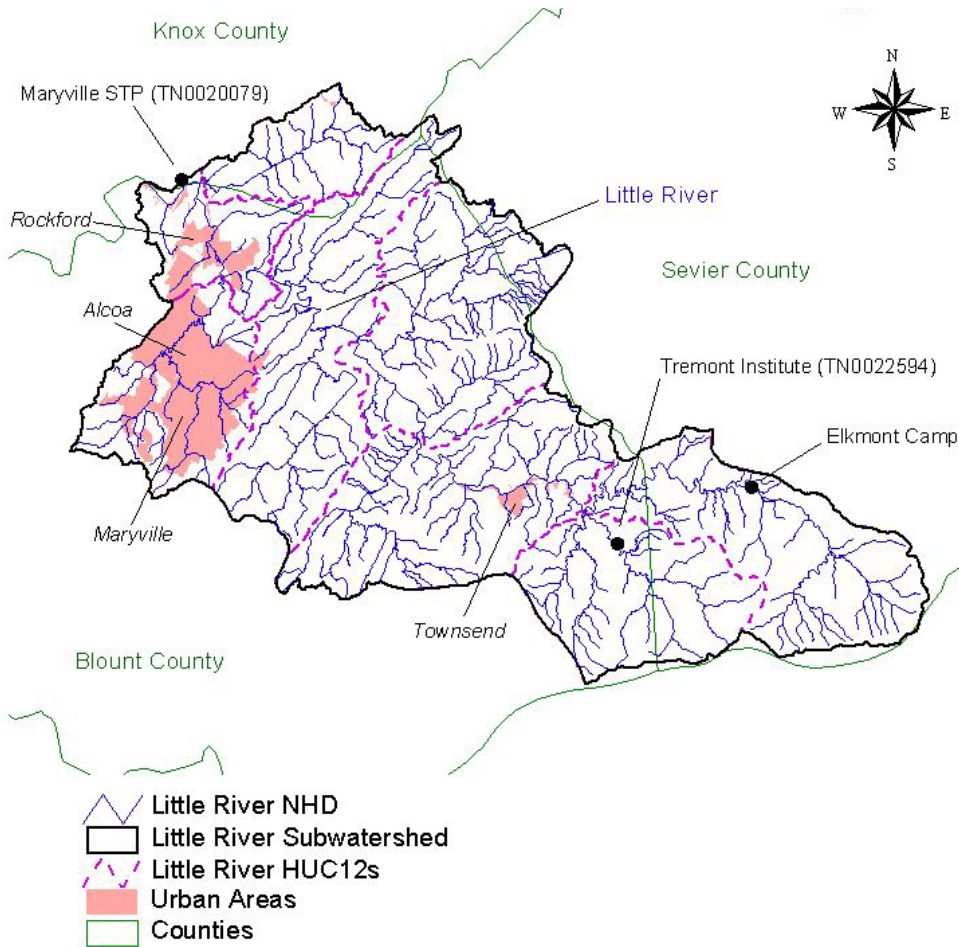 Knox County
Maryville STP (TN0020079)
N
W
E
S
Little River
Rockford
Sevier County
Alcoa
Tremont Institute (TN0022594)
Elkmont Camp
Maryville
Townsend
Blount County
Little River NHD
Little River Subwatershed
Little River HUC12s
Urban Areas
Counties